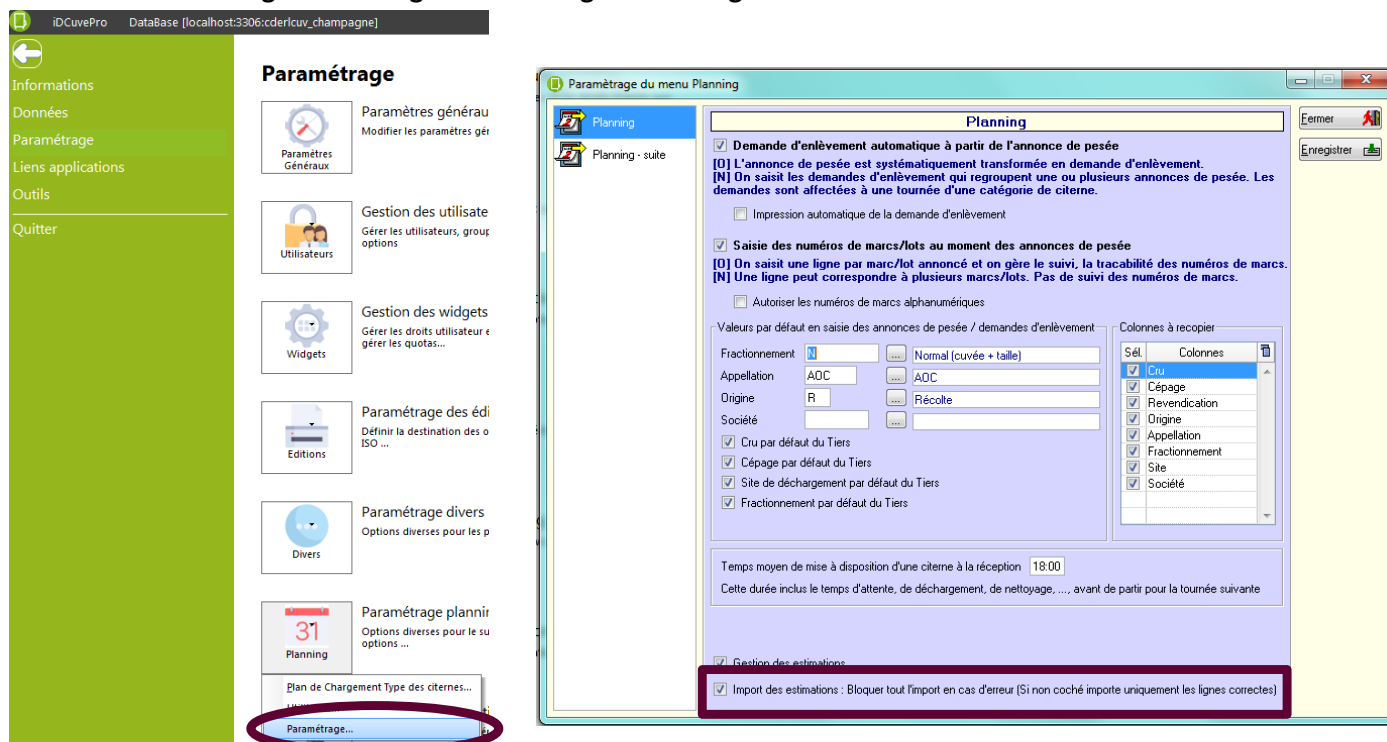 iDCuvePro DataBase [localhost:3306:cderlcuv_champagne]
Informations
Données
Paramétrage
Liens applications
Outils
Quitter
Paramétrage
Paramètres
Généraux
Paramètres générau
Modifier les paramètres gér
Utilisateurs
Gestion des utilisate
Gérer les utilisateurs, group
options
Widgets
Gestion des widgets
Gérer les droits utilisateur e
gérer les quotas...
Editions
Paramétrage des édi
Définir la destination des o
ISO ...
Divers
Paramétrage divers
Options diverses pour les p
31
Planning
Paramétrage plannin
Options diverses pour le su
options ...
Plan de Chargement Type des citernes...
Paramétrage...
Paramètrage du menu Planning
Planning
Planning - suite
Planning
Fermer
Enregistrer
Demande d'enlèvement automatique à partir de l'annonce de pesée
[O] L'annonce de pesée est systématiquement transformée en demande d'enlèvement.
[N] On saisit les demandes d'enlèvement qui regroupent une ou plusieurs annonces de pesée. Les
demandes sont affectées à une tournée d'une catégorie de citerne.
Impression automatique de la demande d'enlèvement
Saisie des numéros de marcs/lots au moment des annonces de pesée
[O] On saisit une ligne par marc/lot annoncé et on gère le suivi, la tracabilité des numéros de marcs.
[N] Une ligne peut correspondre à plusieurs marcs/lots. Pas de suivi des numéros de marcs.
Autoriser les numéros de marcs alphanumériques
Valeurs par défaut en saisie des annonces de pesée / demandes d'enlèvement
Fractionnement N ... Normal (cuvée + taille)
Appellation AOC ... AOC
Origine R ... Récolte
Société ...
Cru par défaut du Tiers
Cépage par défaut du Tiers
Site de déchargement par défaut du Tiers
Fractionnement par défaut du Tiers
Colonnes à recopier
Sél. Colonnes
Cru
Cépage
Revendication
Origine
Appellation
Fractionnement
Site
Société
Temps moyen de mise à disposition d'une citerne à la réception 18:00
Cette durée inclus le temps d'attente, de déchargement, de nettoyage, ..., avant de partir pour la tournée suivante
Gestion des estimations
Import des estimations : Bloquer tout l'import en cas d'erreur (Si non coché importe uniquement les lignes correctes)